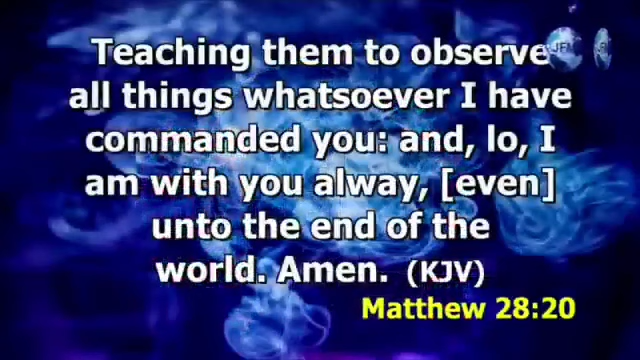 Teaching them to observe
all things whatsoever I have
commanded you: and, lo, I
am with you alway, [even]
unto the end of the
world. Amen. (KJV)
Matthew 28:20